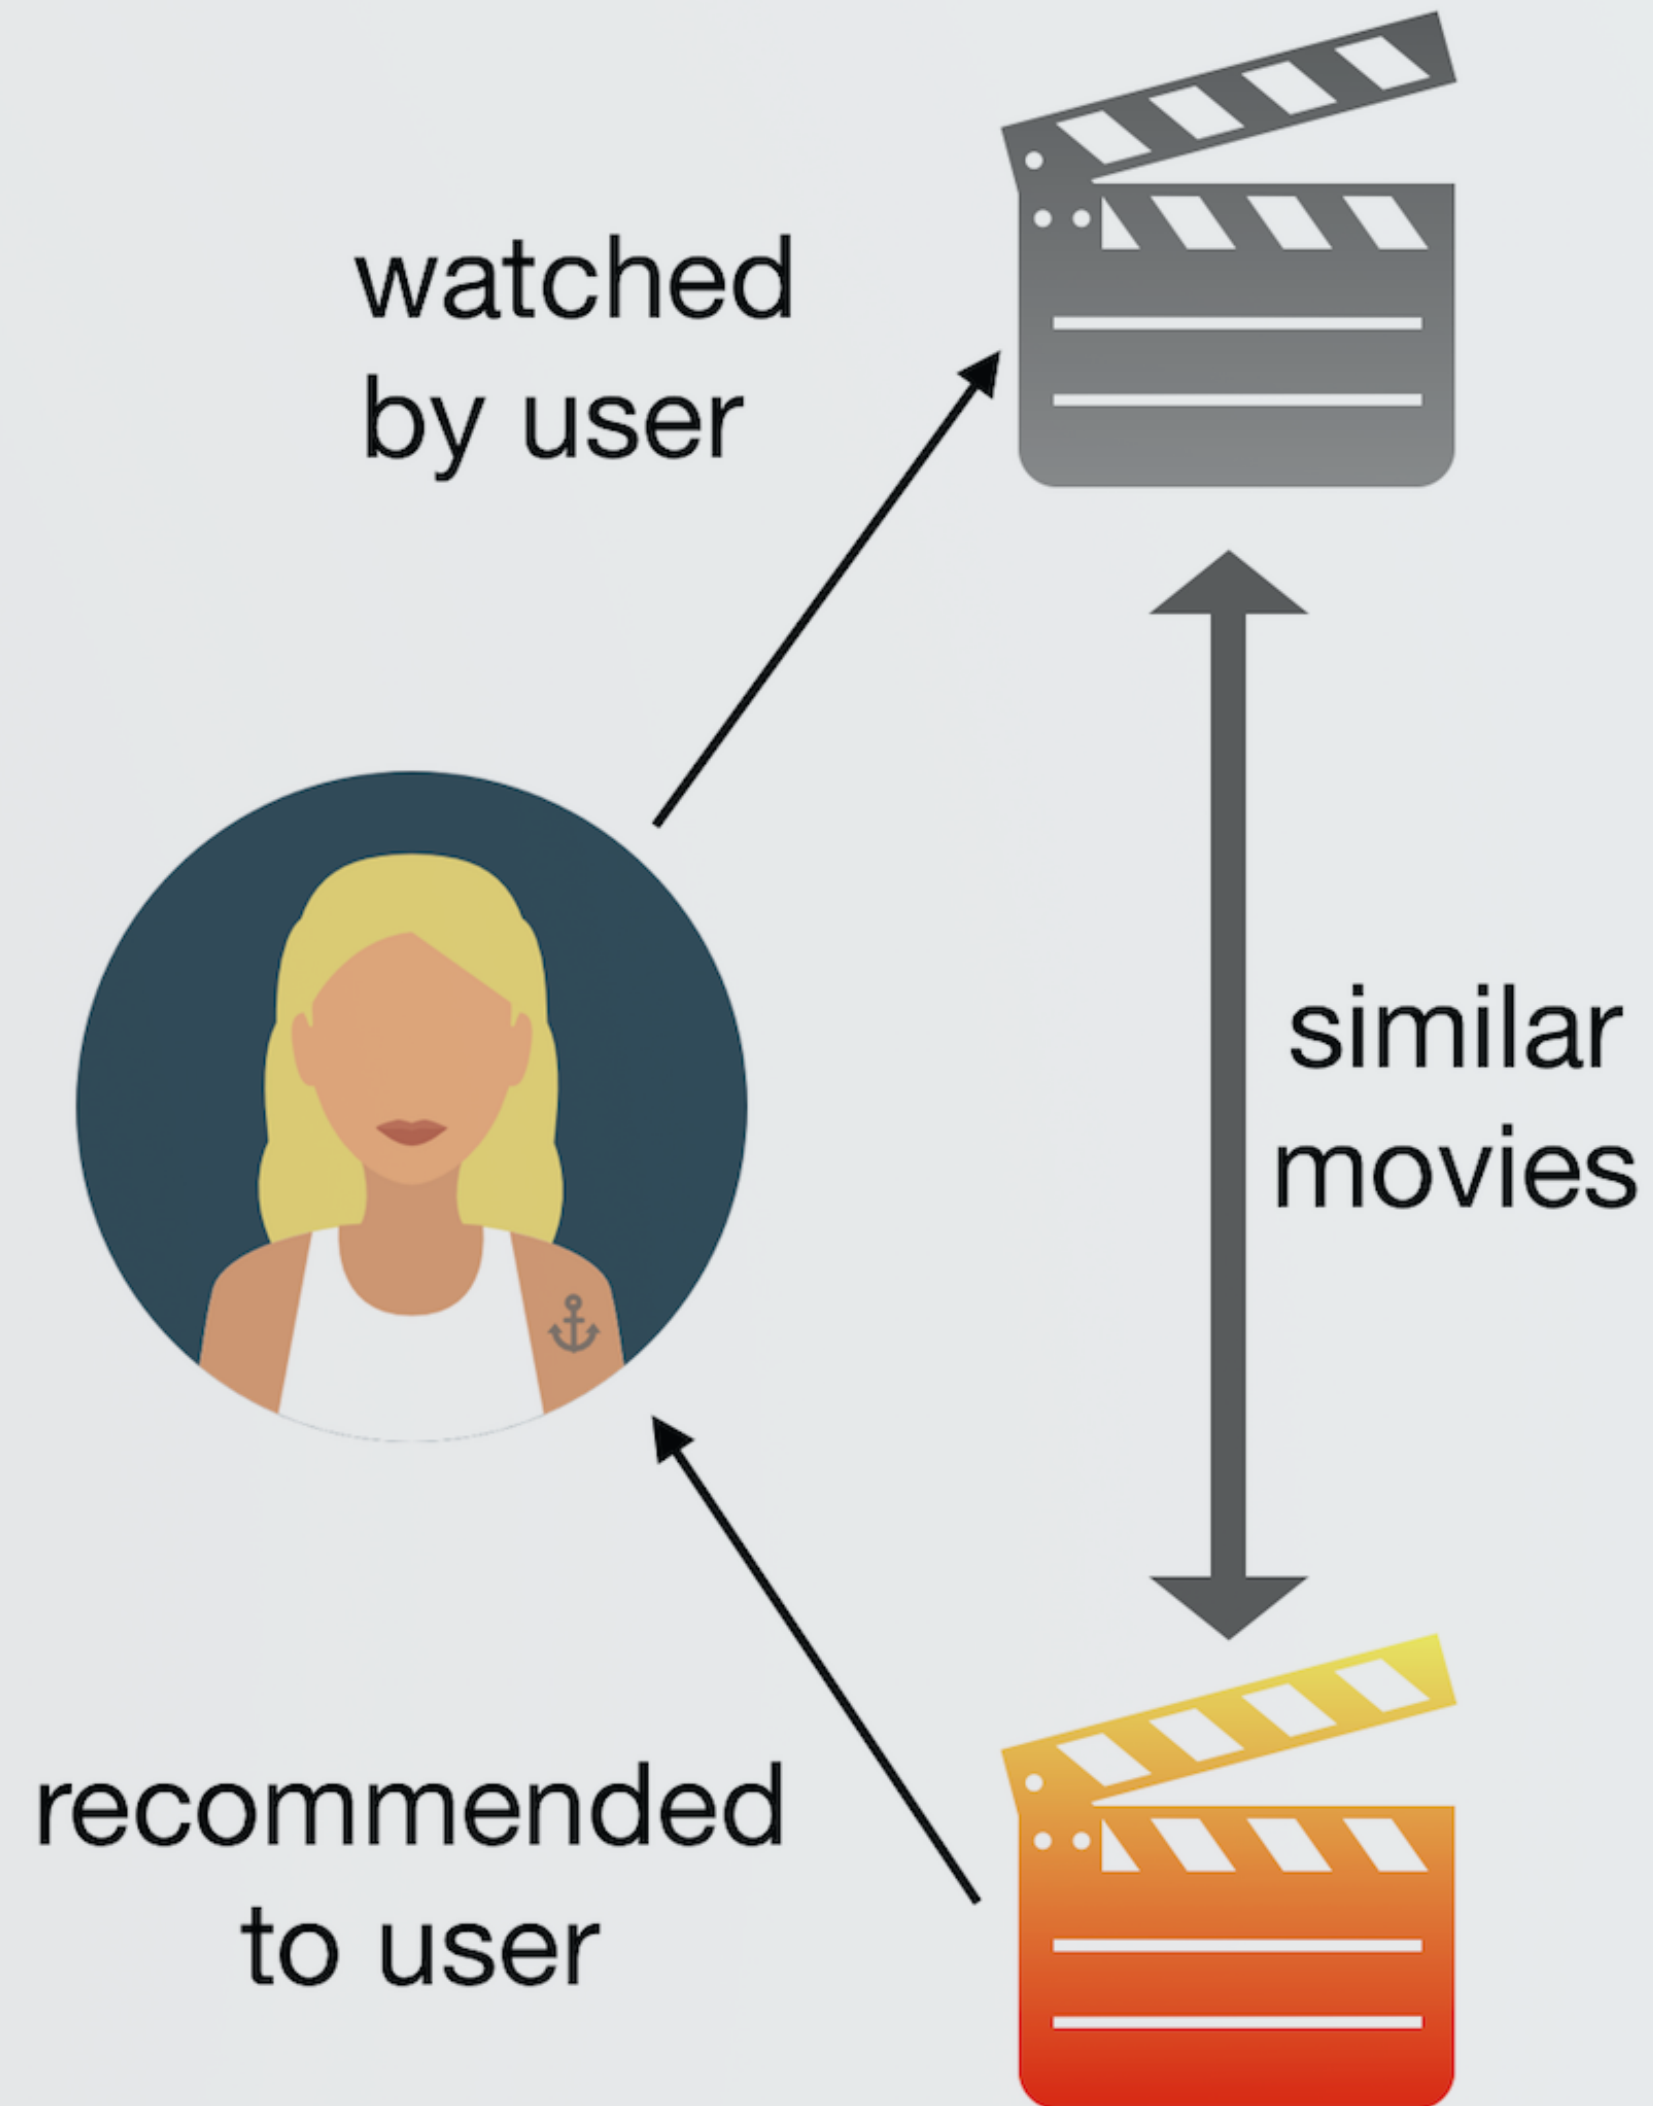 watched
by user
similar
movies
recommended
to user